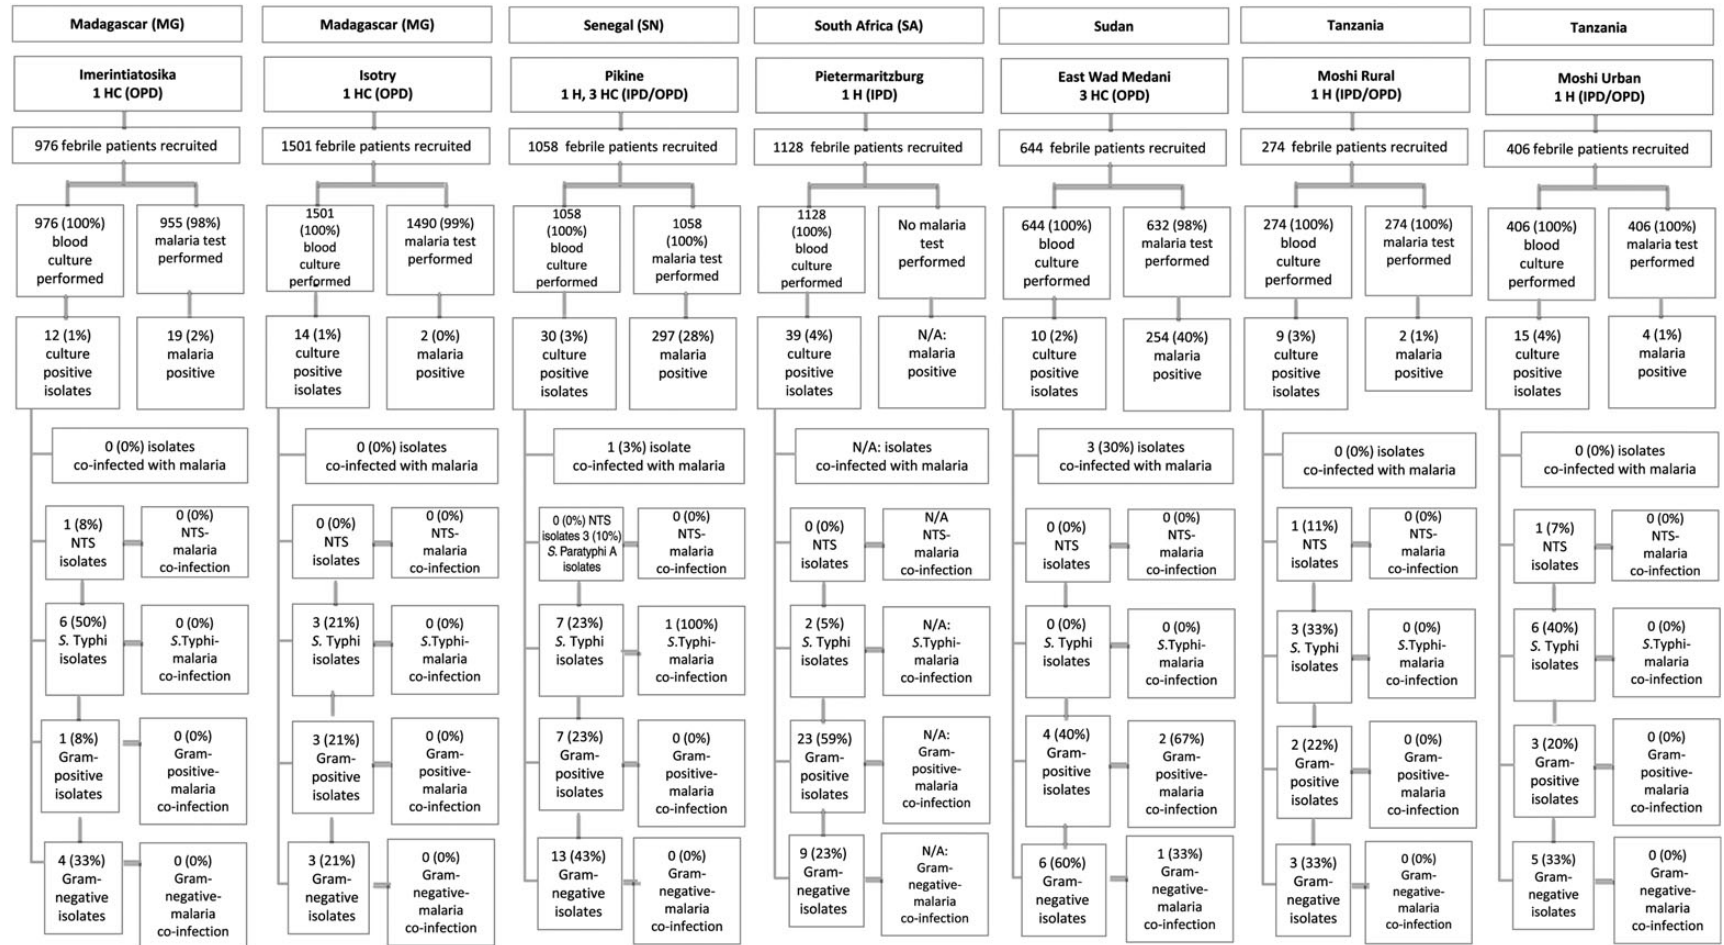 Madagascar (MG)
Imerintiatosika
1 HC (OPD)
976 febrile patients recruited
976 (100%)
blood
culture
performed
955 (98%)
malaria test
performed
12 (1%)
culture
positive
isolates
19 (2%)
malaria
positive
0 (0%) isolates
co-infected with malaria
1 (8%)
NTS
isolates
0 (0%)
NTS-
malaria
co-infection
6 (50%)
S. Typhi
isolates
0 (0%)
S.Typhi-
malaria
co-infection
1 (8%)
Gram-
positive
isolates
0 (0%)
Gram-
positive-
malaria
co-infection
4 (33%)
Gram-
negative
isolates
0 (0%)
Gram-
negative-
malaria
co-infection
Madagascar (MG)
Isotry
1 HC (OPD)
1501 febrile patients recruited
1501
(100%)
blood
culture
performed
1490 (99%)
malaria test
performed
14 (1%)
culture
positive
isolates
2 (0%)
malaria
positive
0 (0%) isolates
co-infected with malaria
0 (0%)
NTS
isolates
0 (0%)
NTS-
malaria
co-infection
3 (21%)
S. Typhi
isolates
0 (0%)
S.Typhi-
malaria
co-infection
3 (21%)
Gram-
positive
isolates
0 (0%)
Gram-
positive-
malaria
co-infection
3 (21%)
Gram-
negative
isolates
0 (0%)
Gram-
negative-
malaria
co-infection
Senegal (SN)
Pikine
1 H, 3 HC (IPD/OPD)
1058 febrile patients recruited
1058
(100%)
blood
culture
performed
1058
(100%)
malaria test
performed
30 (3%)
culture
positive
isolates
297 (28%)
malaria
positive
1 (3%) isolate
co-infected with malaria
0 (0%) NTS
isolates 3 (10%)
S. Paratyphi A
isolates
0 (0%)
NTS-
malaria
co-infection
7 (23%)
S. Typhi
isolates
1 (100%)
S.Typhi-
malaria
co-infection
7 (23%)
Gram-
positive
isolates
0 (0%)
Gram-
positive-
malaria
co-infection
13 (43%)
Gram-
negative
isolates
0 (0%)
Gram-
negative-
malaria
co-infection
South Africa (SA)
Pietermaritzburg
1 H (IPD)
1128 febrile patients recruited
1128
(100%)
blood
culture
performed
No malaria
test
performed
39 (4%)
culture
positive
isolates
N/A:
malaria
positive
N/A: isolates
co-infected with malaria
0 (0%)
NTS
isolates
N/A
NTS-
malaria
co-infection
2 (5%)
S. Typhi
isolates
N/A:
S.Typhi-
malaria
co-infection
23 (59%)
Gram-
positive
isolates
N/A:
Gram-
positive-
malaria
co-infection
9 (23%)
Gram-
negative
isolates
N/A:
Gram-
negative-
malaria
co-infection
Sudan
East Wad Medani
3 HC (OPD)
644 febrile patients recruited
644 (100%)
blood
culture
performed
632 (98%)
malaria test
performed
10 (2%)
culture
positive
isolates
254 (40%)
malaria
positive
3 (30%) isolates
co-infected with malaria
0 (0%)
NTS
isolates
0 (0%)
NTS-
malaria
co-infection
0 (0%)
S. Typhi
isolates
0 (0%)
S.Typhi-
malaria
co-infection
4 (40%)
Gram-
positive
isolates
2 (67%)
Gram-
positive-
malaria
co-infection
6 (60%)
Gram-
negative
isolates
1 (33%)
Gram-
negative-
malaria
co-infection
Tanzania
Moshi Rural
1 H (IPD/OPD)
274 febrile patients recruited
274 (100%)
blood
culture
performed
274 (100%)
malaria test
performed
9 (3%)
culture
positive
isolates
2 (1%)
malaria
positive
0 (0%) isolates
co-infected with malaria
1 (11%)
NTS
isolates
0 (0%)
NTS-
malaria
co-infection
3 (33%)
S. Typhi
isolates
0 (0%)
S.Typhi-
malaria
co-infection
2 (22%)
Gram-
positive
isolates
0 (0%)
Gram-
positive-
malaria
co-infection
3 (33%)
Gram-
negative
isolates
0 (0%)
Gram-
negative-
malaria
co-infection
Tanzania
Moshi Urban
1 H (IPD/OPD)
406 febrile patients recruited
406 (100%)
blood
culture
performed
406 (100%)
malaria test
performed
15 (4%)
culture
positive
isolates
4 (1%)
malaria
positive
0 (0%) isolates
co-infected with malaria
1 (7%)
NTS
isolates
0 (0%)
NTS-
malaria
co-infection
6 (40%)
S. Typhi
isolates
0 (0%)
S.Typhi-
malaria
co-infection
3 (20%)
Gram-
positive
isolates
0 (0%)
Gram-
positive-
malaria
co-infection
5 (33%)
Gram-
negative
isolates
0 (0%)
Gram-
negative-
malaria
co-infection